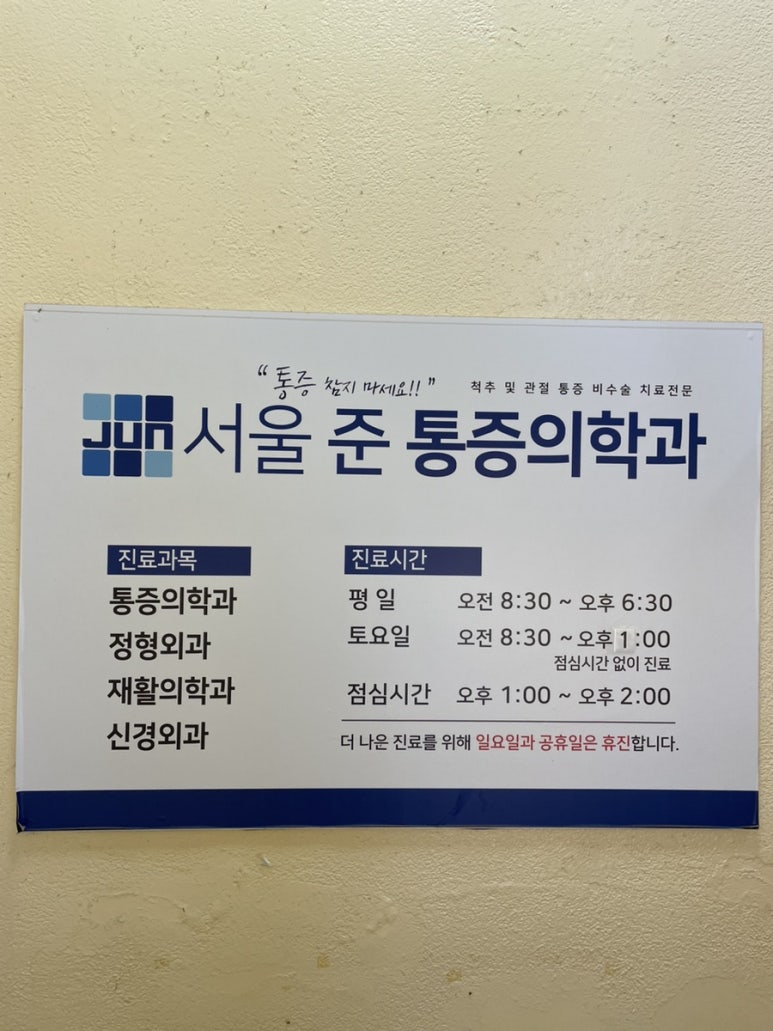 “통증 참지 마세요!!”
척추 및 관절 통증 비수술 치료전문
Jun 서울 준 통증의학과
진료과목
통증의학과
정형외과
재활의학과
신경외과
진료시간
평 일 오전 8:30 ~ 오후 6:30
토요일 오전 8:30 ~ 오후 1:00
점심시간 없이 진료
점심시간 오후 1:00 ~ 오후 2:00
더 나운 진료를 위해 일요일과 공휴일은 휴진합니다.